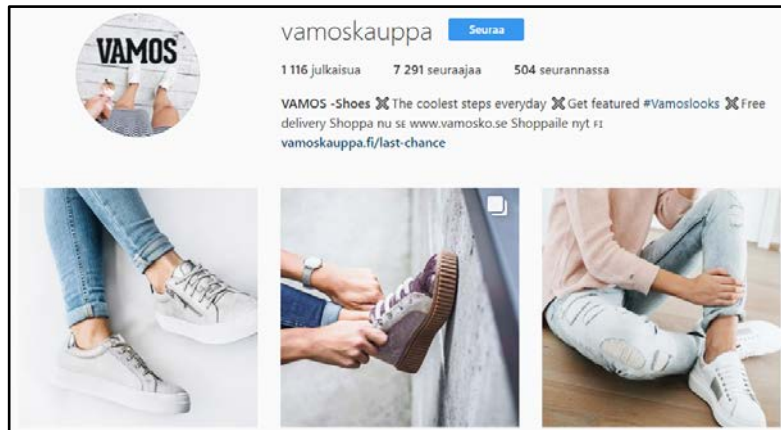 VAMOS
vamoskauppa Seuraa
1 116 julkaisua 7 291 seuraajaa 504 seurannassa
VAMOS -Shoes ✖ The coolest steps everyday ✖ Get featured #Vamoslooks ✖ Free
delivery Shoppa nu SE www.vamosko.se Shoppaile nyt FI
vamoskauppa.fi/last-chance